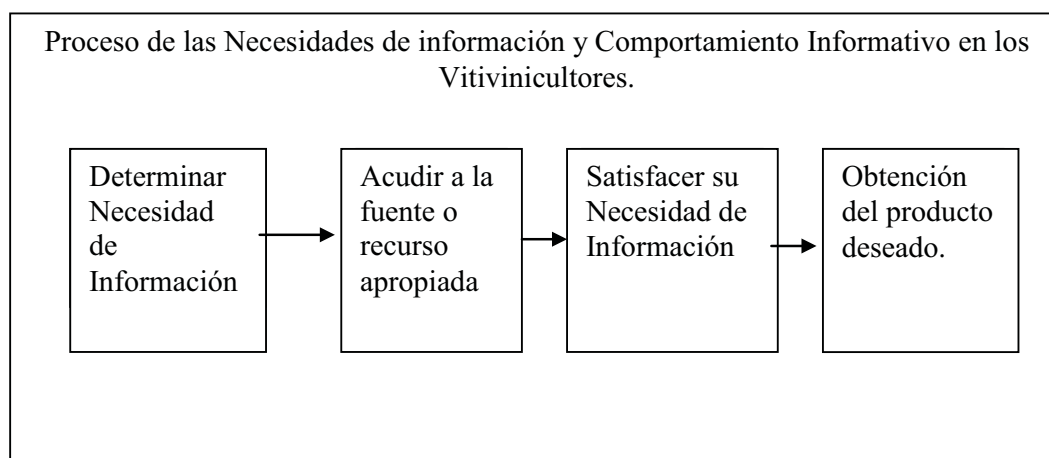 Proceso de las Necesidades de información y Comportamiento Informativo en los
Vitivinicultores.
Determinar
Necesidad
de
Información
Acudir a la
fuente o
recurso
apropiada
Satisfacer su
Necesidad de
Información
Obtención
del producto
deseado.